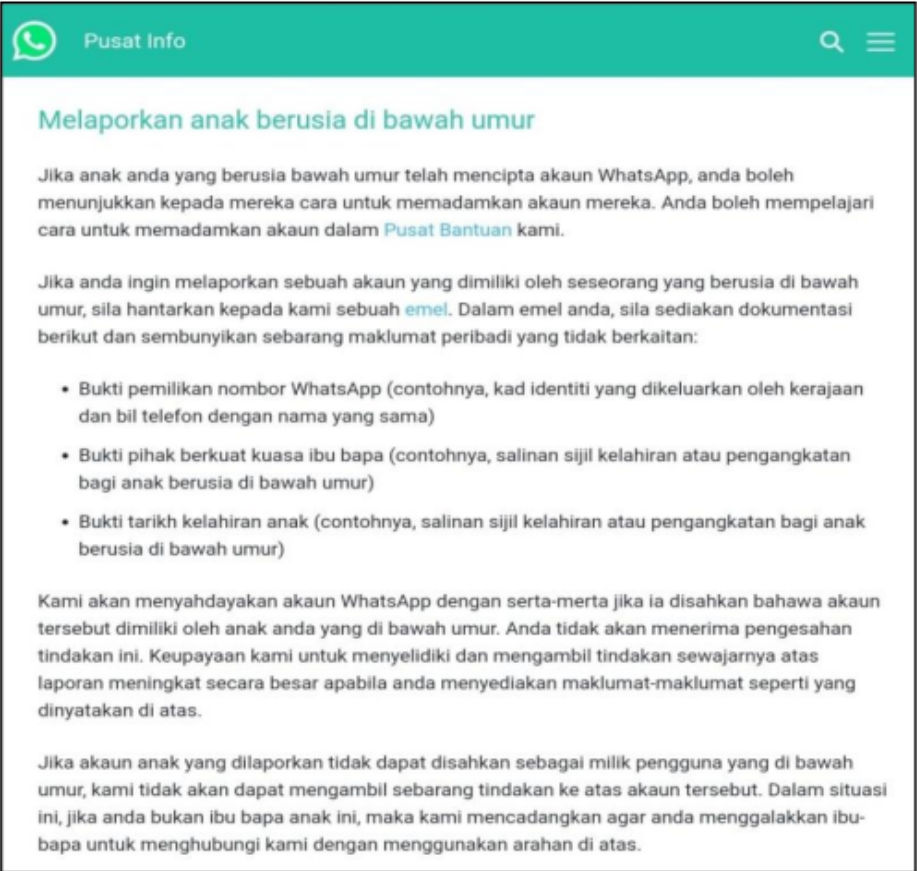 Pusat Info
Melaporkan anak berusia di bawah umur
Jika anak anda yang berusia bawah umur telah mencipta akaun WhatsApp, anda boleh
menunjukkan kepada mereka cara untuk memadamkan akaun mereka. Anda boleh mempelajari
cara untuk memadamkan akaun dalam Pusat Bantuan kami.
Jika anda ingin melaporkan sebuah akaun yang dimiliki oleh seseorang yang berusia di bawah
umur, sila hantarkan kepada kami sebuah emel. Dalam emel anda, sila sediakan dokumentasi
berikut dan sembunyikan sebarang maklumat peribadi yang tidak berkaitan:
• Bukti pemilikan nombor WhatsApp (contohnya, kad identiti yang dikeluarkan oleh kerajaan
dan bil telefon dengan nama yang sama)
• Bukti pihak berkuat kuasa ibu bapa (contohnya, salinan sijil kelahiran atau pengangkatan
bagi anak berusia di bawah umur)
• Bukti tarikh kelahiran anak (contohnya, salinan sijil kelahiran atau pengangkatan bagi anak
berusia di bawah umur)
Kami akan menyahdayakan akaun WhatsApp dengan serta-merta jika ia disahkan bahawa akaun
tersebut dimiliki oleh anak anda yang di bawah umur. Anda tidak akan menerima pengesahan
tindakan ini. Keupayaan kami untuk menyelidiki dan mengambil tindakan sewajarnya atas
laporan meningkat secara besar apabila anda menyediakan maklumat-maklumat seperti yang
dinyatakan di atas.
Jika akaun anak yang dilaporkan tidak dapat disahkan sebagai milik pengguna yang di bawah
umur, kami tidak akan dapat mengambil sebarang tindakan ke atas akaun tersebut. Dalam situasi
ini, jika anda bukan ibu bapa anak ini, maka kami mencadangkan agar anda menggalakkan ibu-
bapa untuk menghubungi kami dengan menggunakan arahan di atas.